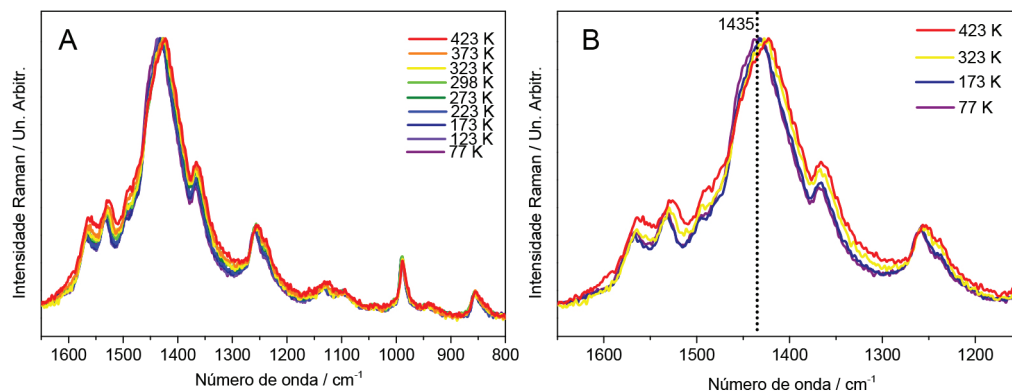 A
423 K
373 K
323 K
298 K
273 K
223 K
173 K
123 K
77 K
Intensidade Raman / Un. Arbitr.
1600 1500 1400 1300 1200 1100 1000 900 800
Número de onda / cm⁻¹
B
1435
423 K
323 K
173 K
77 K
Intensidade Raman / Un. Arbitr.
1600 1500 1400 1300 1200
Número de onda / cm⁻¹